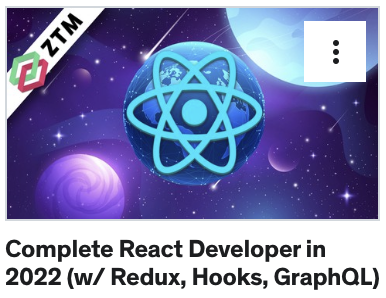 ZTM
Complete React Developer in
2022 (w/ Redux, Hooks, GraphQL)